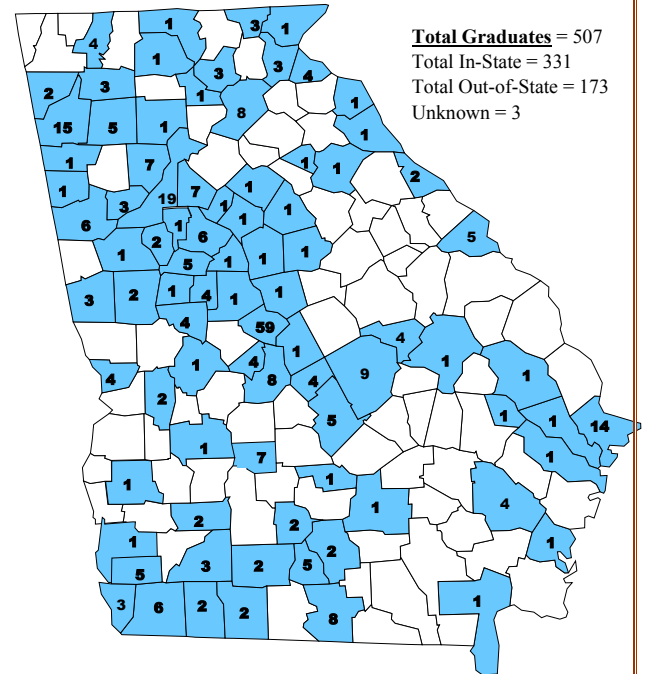 Total Graduates = 507
Total In-State = 331
Total Out-of-State = 173
Unknown = 3
1 3 1
4
1 3 3 4
2 3 1 8 1
15 5 1 1
1 7 1 1 2
1 3 19 7 1 1 1
6 1 6 1 5
1 2 5 1 1 1
3 2 1 4 1 1
4 59 4
1 4 1 1 1
4 8 4 9
2 5 1 1 14
1 7 1
1 1 1 4
2 2 2 1
1 3 2 5
5
3 6 2 2 8 1